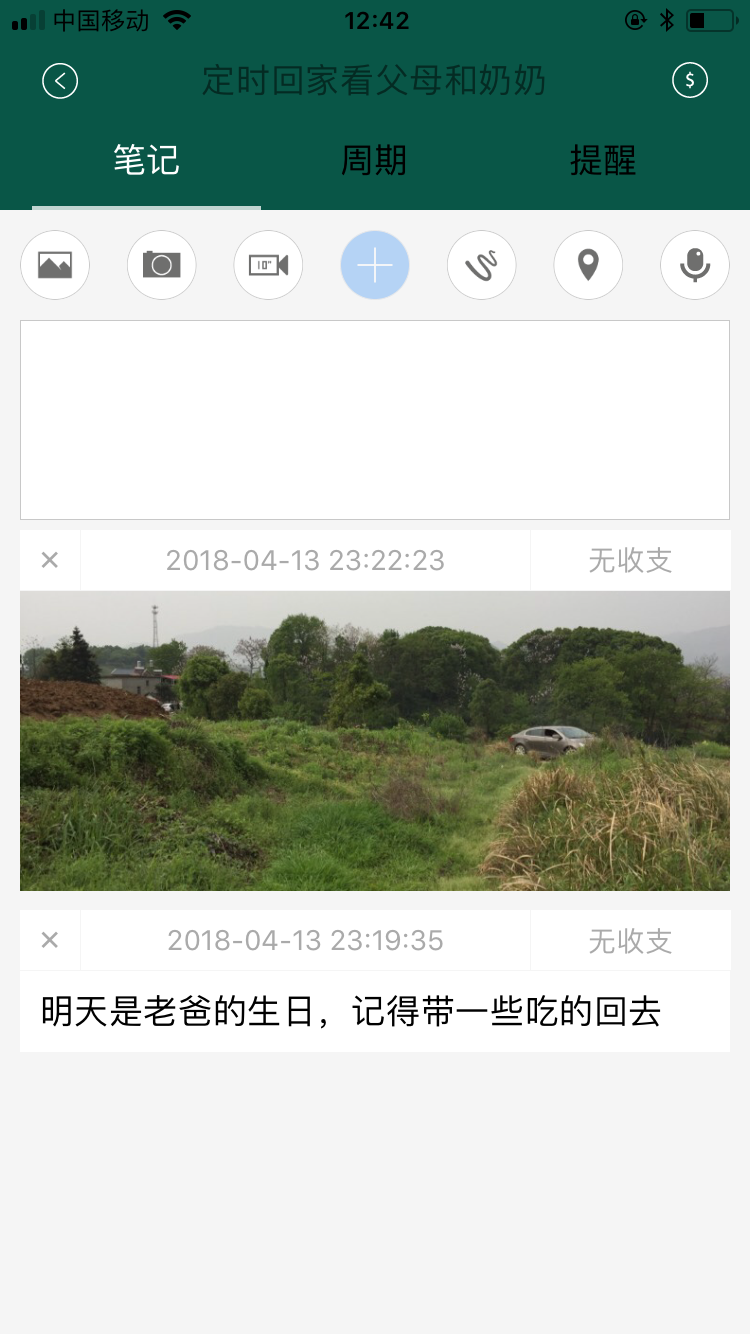 中国移动 12:42
定时回家看父母和奶奶
$
笔记 周期 提醒
10"
2018-04-13 23:22:23 无收支
2018-04-13 23:19:35 无收支
明天是老爸的生日，记得带一些吃的回去